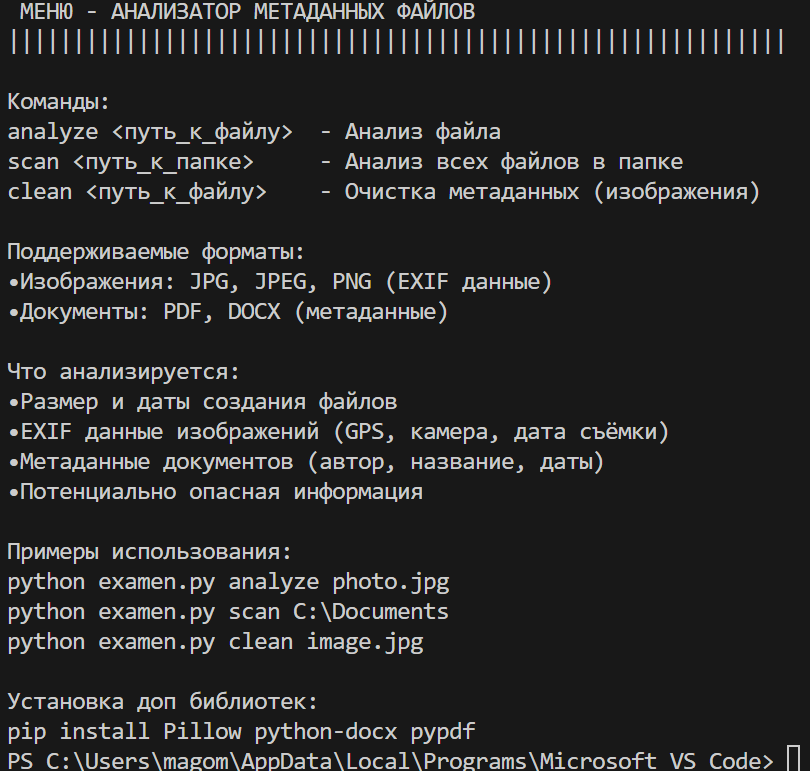 МЕНЮ - АНАЛИЗАТОР МЕТАДАННЫХ ФАЙЛОВ
||||||||||||||||||||||||||||||||||||||||||||||||||||||||||||
Команды:
analyze <путь_к_файлу>  - Анализ файла
scan <путь_к_папке>     - Анализ всех файлов в папке
clean <путь_к_файлу>    - Очистка метаданных (изображения)
Поддерживаемые форматы:
•Изображения: JPG, JPEG, PNG (EXIF данные)
•Документы: PDF, DOCX (метаданные)
Что анализируется:
•Размер и даты создания файлов
•EXIF данные изображений (GPS, камера, дата съёмки)
•Метаданные документов (автор, название, даты)
•Потенциально опасная информация
Примеры использования:
python examen.py analyze photo.jpg
python examen.py scan C:\Documents
python examen.py clean image.jpg
Установка доп библиотек:
pip install Pillow python-docx pypdf
PS C:\Users\magom\AppData\Local\Programs\Microsoft VS Code>